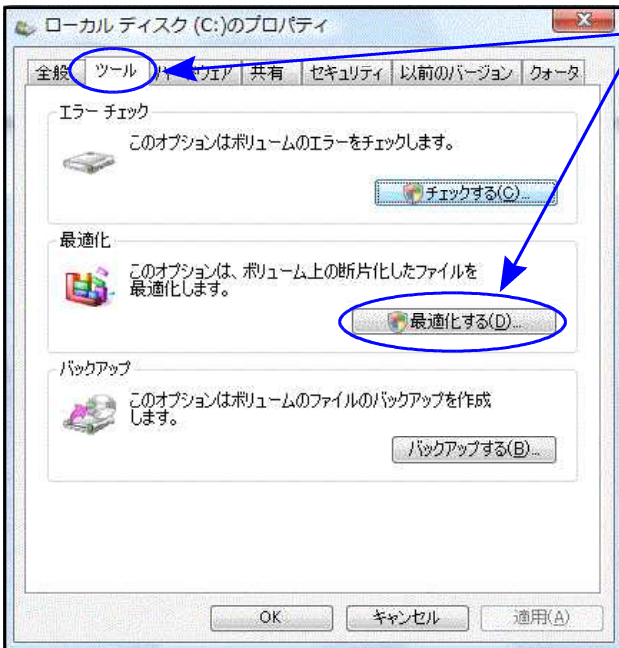 ローカル ディスク (C:)のプロパティ
全般 ツール ハードウェア 共有 セキュリティ 以前のバージョン クォータ
エラー チェック
このオプションはボリュームのエラーをチェックします。
チェックする(C)...
最適化
このオプションは、ボリューム上の断片化したファイルを
最適化します。
最適化する(D)...
バックアップ
このオプションはボリュームのファイルのバックアップを作成
します。
バックアップする(B)...
OK キャンセル 適用(A)